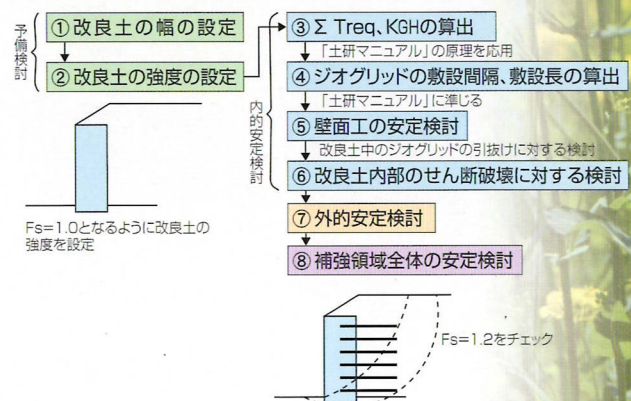 予備検討
①改良土の幅の設定
②改良土の強度の設定
Fs=1.0となるように改良土の
強度を設定
内的安定検討
③Σ Treq、KGHの算出
「土研マニュアル」の原理を応用
④ジオグリッドの敷設間隔、敷設長の算出
「土研マニュアル」に準じる
⑤壁面工の安定検討
改良土中のジオグリッドの引抜けに対する検討
⑥改良土内部のせん断破壊に対する検討
⑦外的安定検討
⑧補強領域全体の安定検討
Fs=1.2をチェック